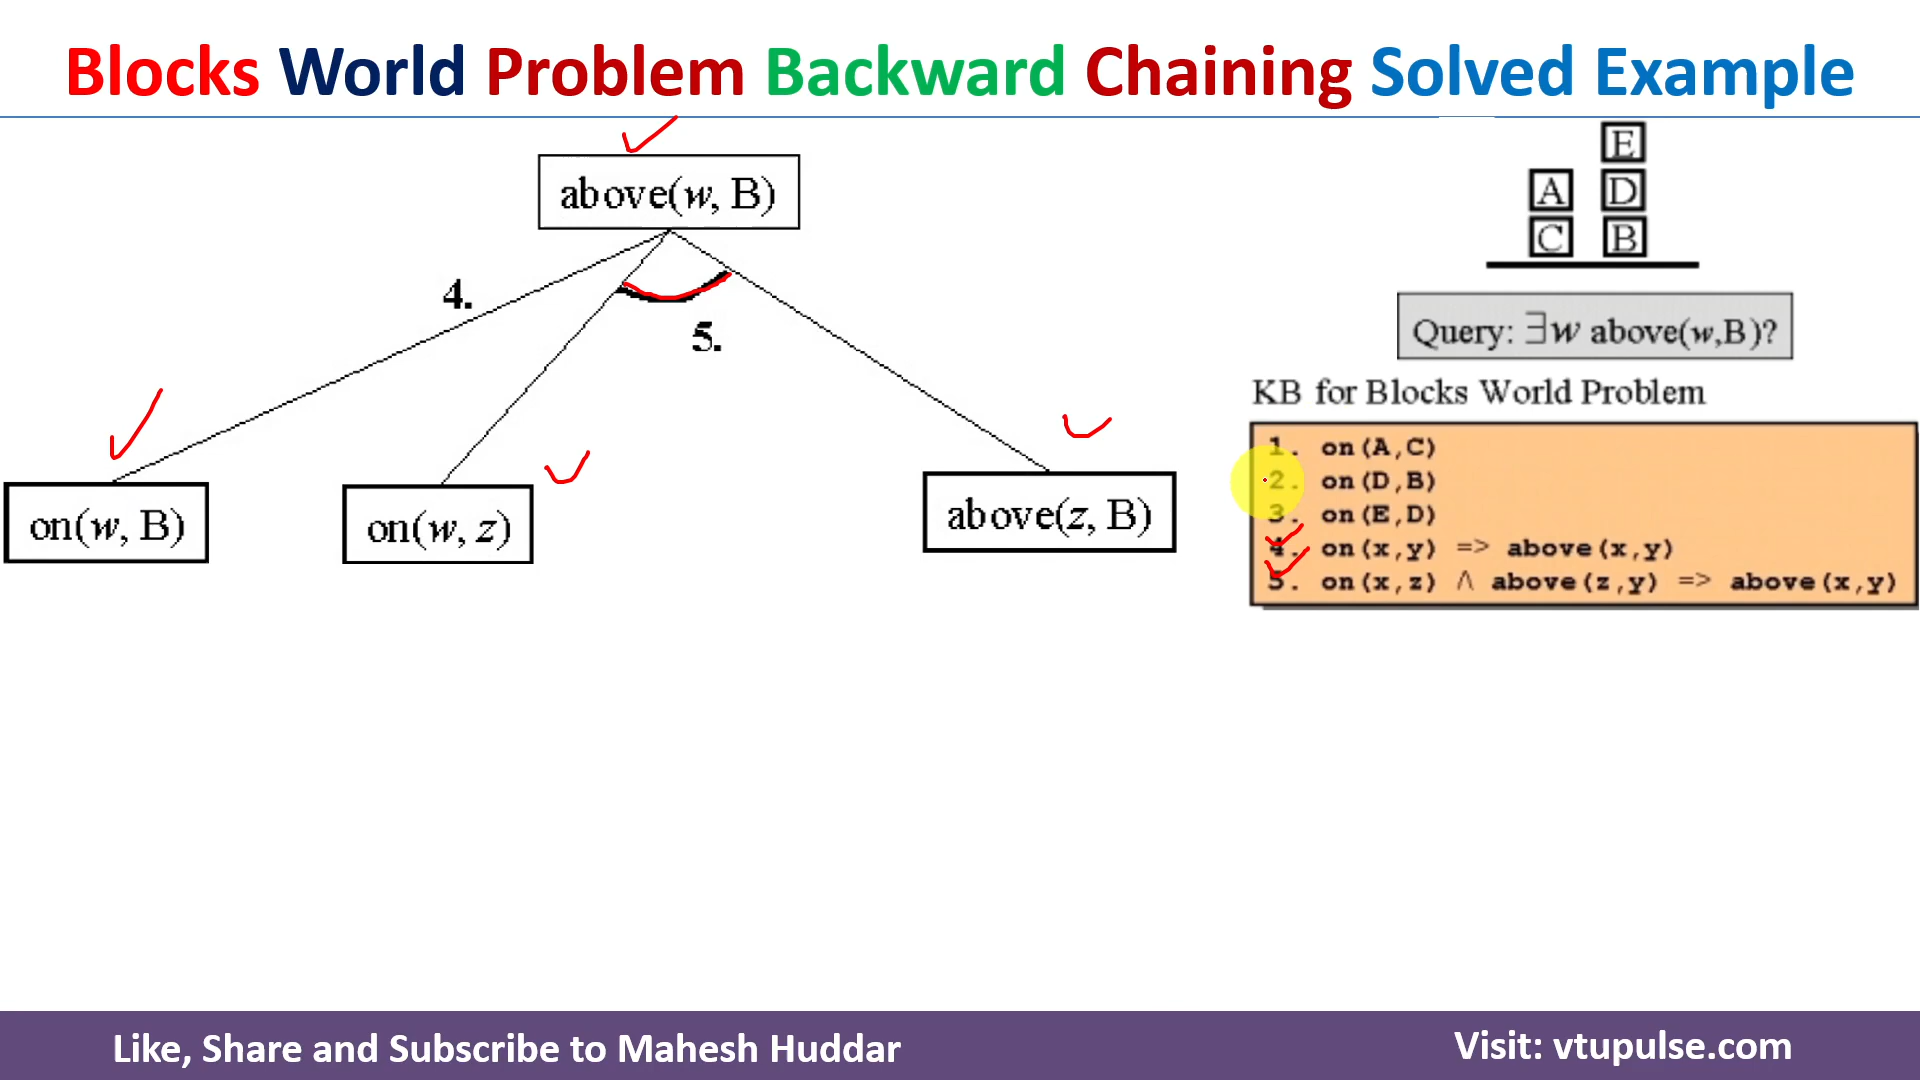 Blocks World Problem Backward Chaining Solved Example
above(w, B)
4.
5.
on(w, B)
on(w, z)
above(z, B)
E
A D
C B
Query: ∃w above(w,B)?
KB for Blocks World Problem
1. on(A,C)
2. on(D,B)
3. on(E,D)
4. on(x,y) => above(x,y)
5. on(x,z) /\ above(z,y) => above(x,y)
Like, Share and Subscribe to Mahesh Huddar
Visit: vtupulse.com